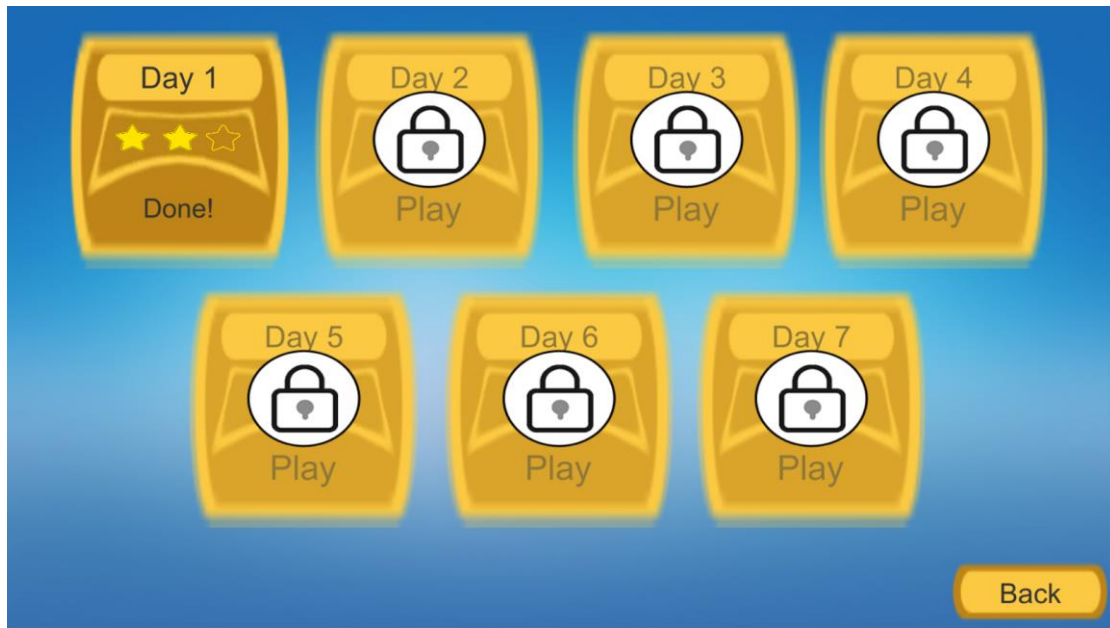 Day 1
Day 2
Day 3
Day 4
Done!
Play
Play
Play
Day 5
Day 6
Day 7
Play
Play
Play
Back